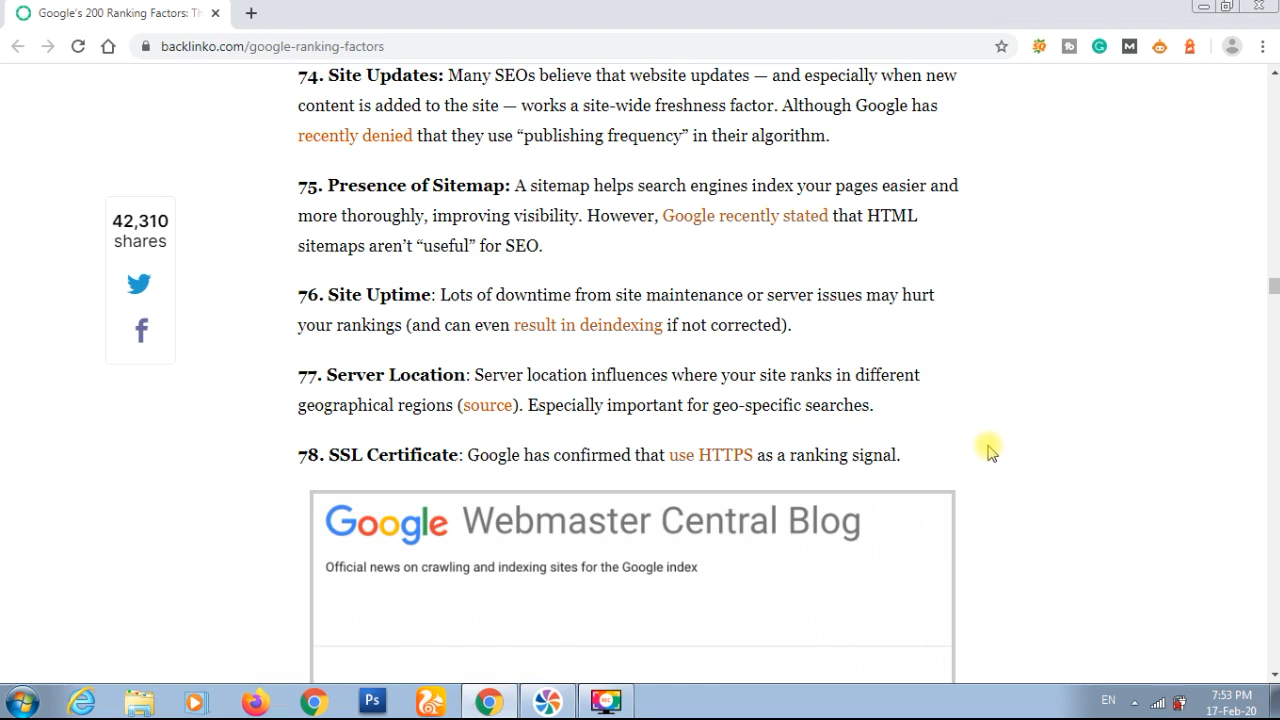 Google's 200 Ranking Factors: Th
backlinko.com/google-ranking-factors
74. Site Updates: Many SEOs believe that website updates — and especially when new
content is added to the site — works a site-wide freshness factor. Although Google has
recently denied that they use “publishing frequency” in their algorithm.
75. Presence of Sitemap: A sitemap helps search engines index your pages easier and
more thoroughly, improving visibility. However, Google recently stated that HTML
sitemaps aren’t “useful” for SEO.
42,310
shares
76. Site Uptime: Lots of downtime from site maintenance or server issues may hurt
your rankings (and can even result in deindexing if not corrected).
77. Server Location: Server location influences where your site ranks in different
geographical regions (source). Especially important for geo-specific searches.
78. SSL Certificate: Google has confirmed that use HTTPS as a ranking signal.
Google Webmaster Central Blog
Official news on crawling and indexing sites for the Google index
Ps
REC
EN
7:53 PM
17-Feb-20